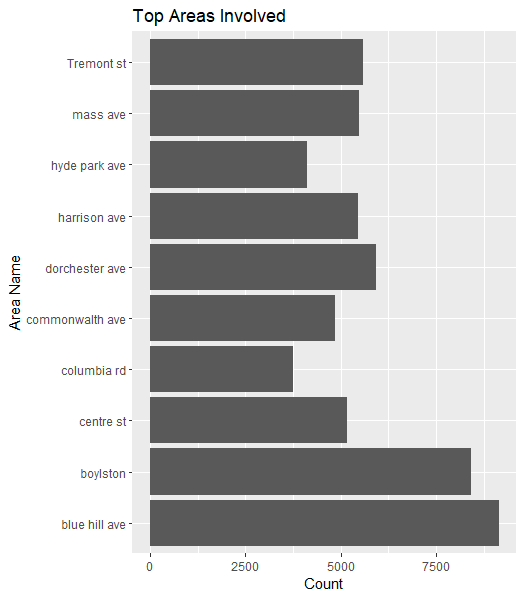 Top Areas Involved
Tremont st
mass ave
hyde park ave
harrison ave
dorchester ave
commonwalth ave
columbia rd
centre st
boylston
blue hill ave
Area Name
0 2500 5000 7500
Count